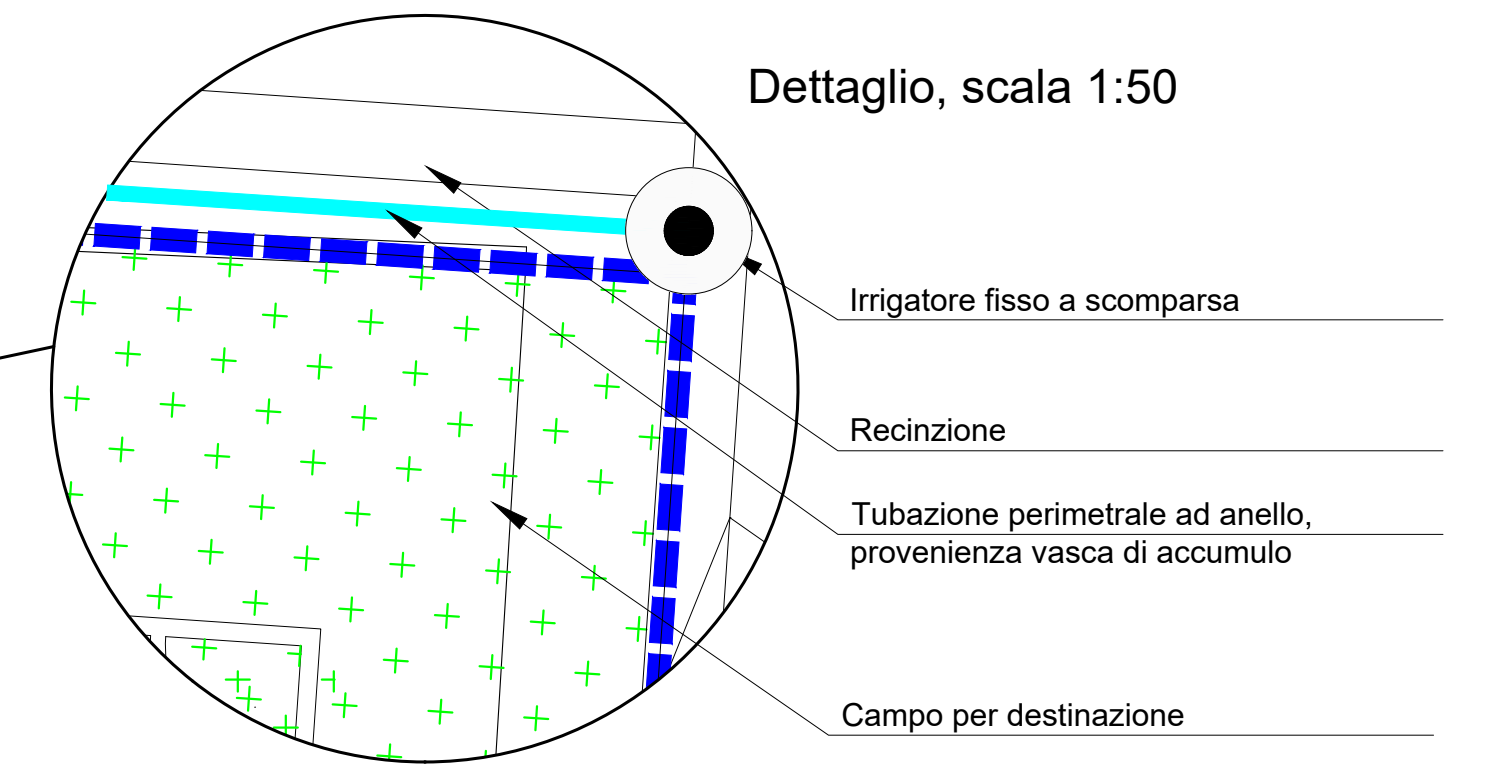 Dettaglio, scala 1:50
Irrigatore fisso a scomparsa
Recinzione
Tubazione perimetrale ad anello,
provenienza vasca di accumulo
Campo per destinazione